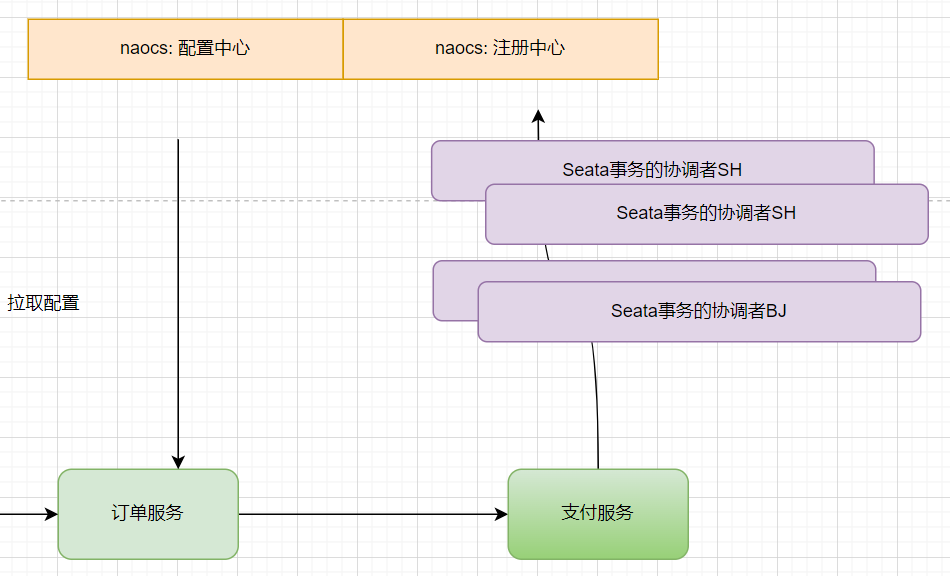 naocs: 配置中心
naocs: 注册中心
Seata事务的协调者SH
Seata事务的协调者SH
拉取配置
Seata事务的协调者BJ
订单服务
支付服务